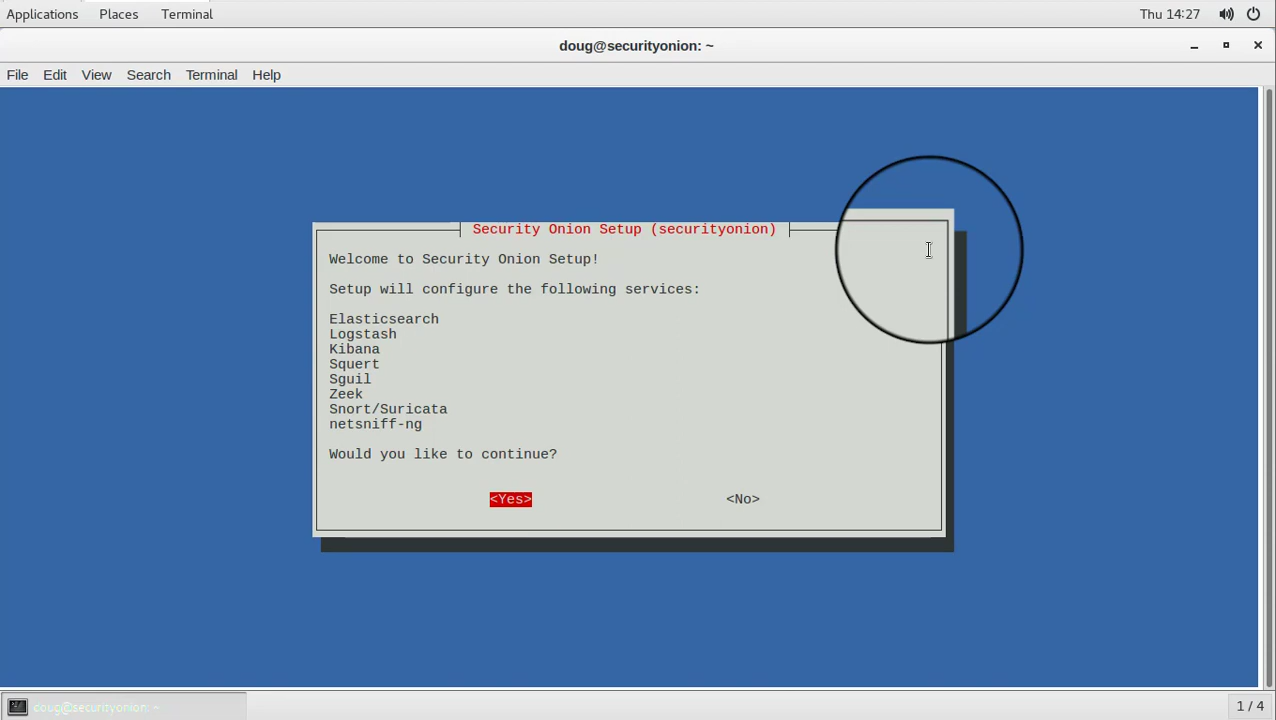 Applications Places Terminal Thu 14:27
doug@securityonion: ~
File Edit View Search Terminal Help
Security Onion Setup (securityonion)
Welcome to Security Onion Setup!
Setup will configure the following services:
Elasticsearch
Logstash
Kibana
Squert
Sguil
Zeek
Snort/Suricata
netsniff-ng
Would you like to continue?
<Yes> <No>
doug@securityonion: ~ 1 / 4